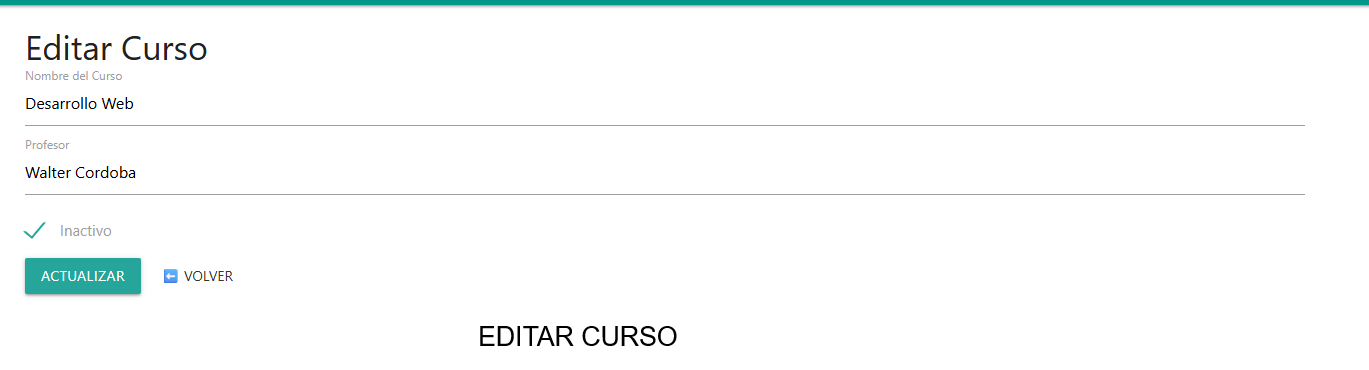 Editar Curso
Nombre del Curso
Desarrollo Web
Profesor
Walter Cordoba
Inactivo
ACTUALIZAR VOLVER
EDITAR CURSO